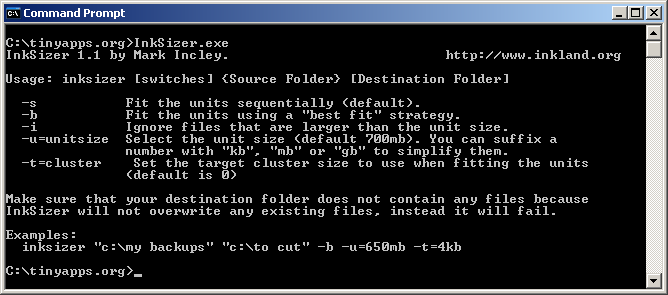 Command Prompt
C:\tinyapps.org>InkSizer.exe
InkSizer 1.1 by Mark Incley. http://www.inkland.org
Usage: inksizer [switches] {Source Folder} [Destination Folder]
-s Fit the units sequentially (default).
-b Fit the units using a "best fit" strategy.
-i Ignore files that are larger than the unit size.
-u=unitsize Select the unit size (default 700mb). You can suffix a
number with "kb", "mb" or "gb" to simplify them.
-t=cluster Set the target cluster size to use when fitting the units
(default is 0)
Make sure that your destination folder does not contain any files because
InkSizer will not overwrite any existing files, instead it will fail.
Examples:
inksizer "c:\my backups" "c:\to cut" -b -u=650mb -t=4kb
C:\tinyapps.org>_